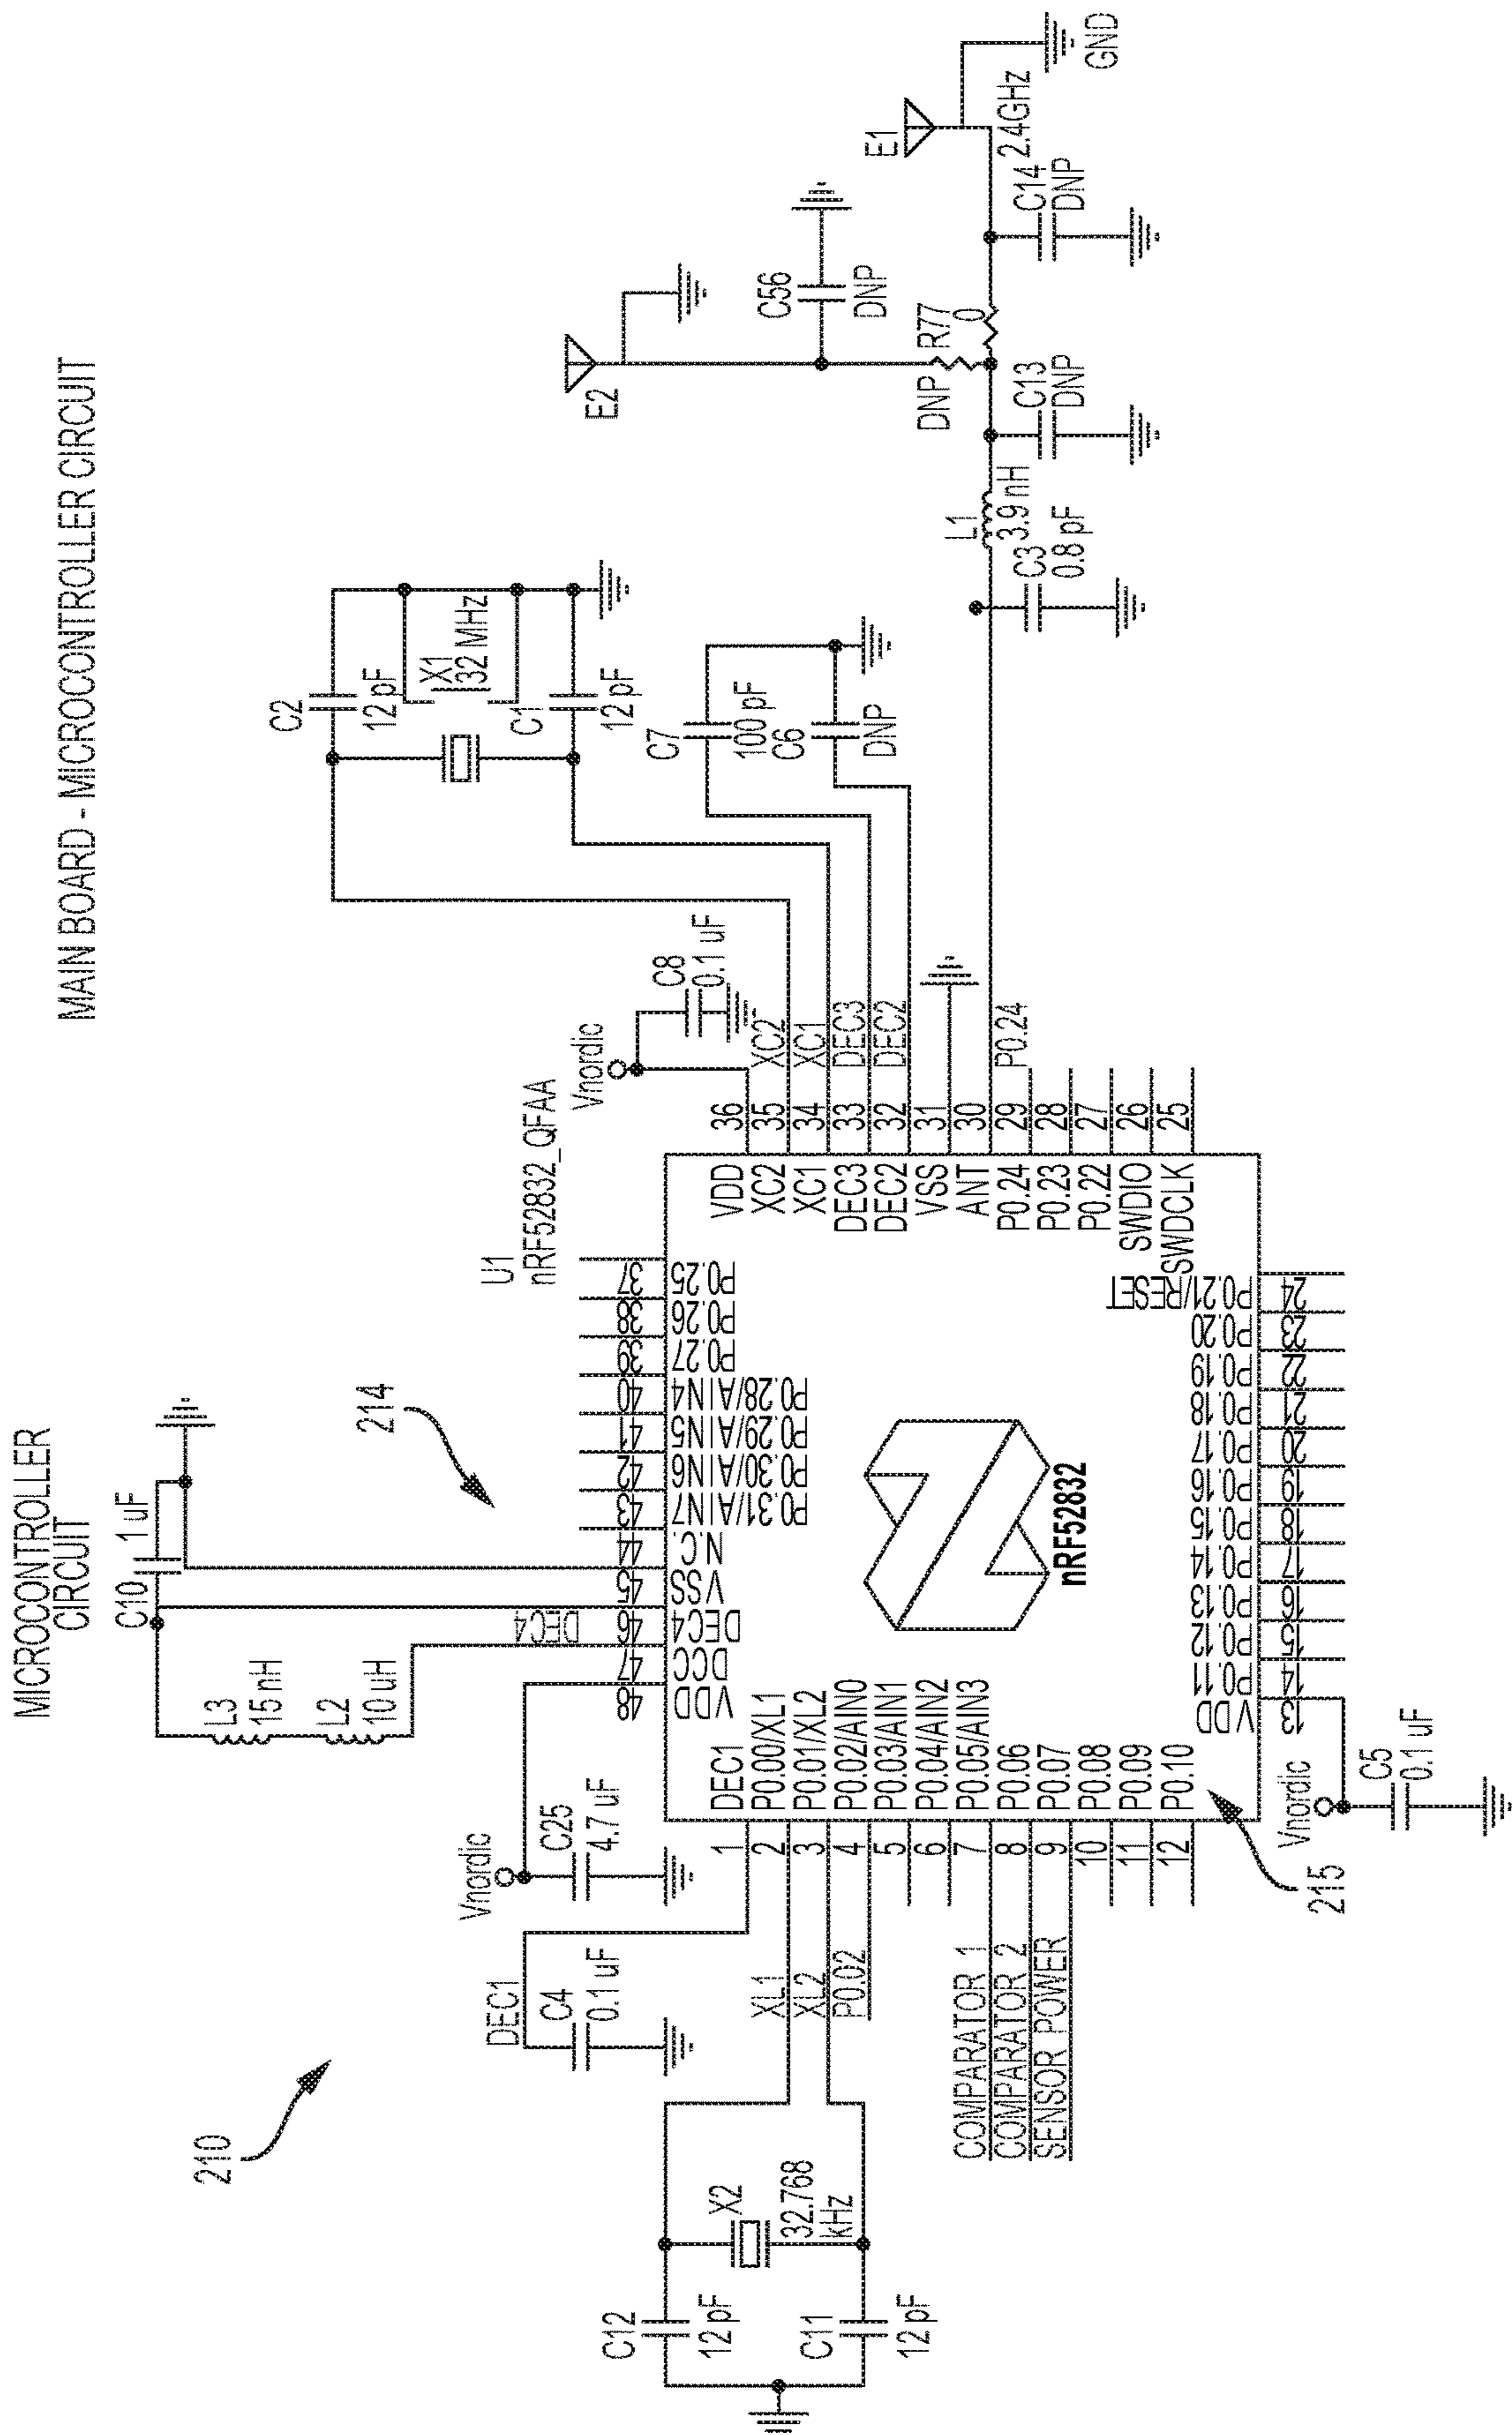 MAIN BOARD - MICROCONTROLLER CIRCUIT
MICROCONTROLLER
CIRCUIT
210
214
215
C10
1 uF
L3
15 nH
L2
10 uH
DEC4
Vnordic
C25
4.7 uF
DEC1
C4
0.1 uF
XL1
XL2
P0.02
C12
12 pF
X2
32.768
kHz
C11
12 pF
COMPARATOR 1
COMPARATOR 2
SENSOR POWER
U1
nRF52832_QFAA
nRF52832
1 DEC1
2 P0.00/XL1
3 P0.01/XL2
4 P0.02/AIN0
5 P0.03/AIN1
6 P0.04/AIN2
7 P0.05/AIN3
8 P0.06
9 P0.07
10 P0.08
11 P0.09
12 P0.10
13 VDD
14 P0.11
15 P0.12
16 P0.13
17 P0.14
18 P0.15
19 P0.16
20 P0.17
21 P0.18
22 P0.19
23 P0.20
24 P0.21/RESET
25 SWDCLK
26 SWDIO
27 P0.22
28 P0.23
29 P0.24
30 ANT
31 VSS
32 DEC2
33 DEC3
34 XC1
35 XC2
36 VDD
37 P0.25
38 P0.26
39 P0.27
40 P0.28/AIN4
41 P0.29/AIN5
42 P0.30/AIN6
43 P0.31/AIN7
44 N.C.
45 VSS
46 DEC4
47 DCC
48 VDD
Vnordic
C5
0.1 uF
Vnordic
C8
0.1 uF
XC2
XC1
DEC3
DEC2
P0.24
C2
12 pF
X1
32 MHz
C1
12 pF
C7
100 pF
C6
DNP
L1
3.9 nH
C3
0.8 pF
C13
DNP
DNP
R77
0
C56
DNP
E2
C14
DNP
E1
2.4GHz
GND